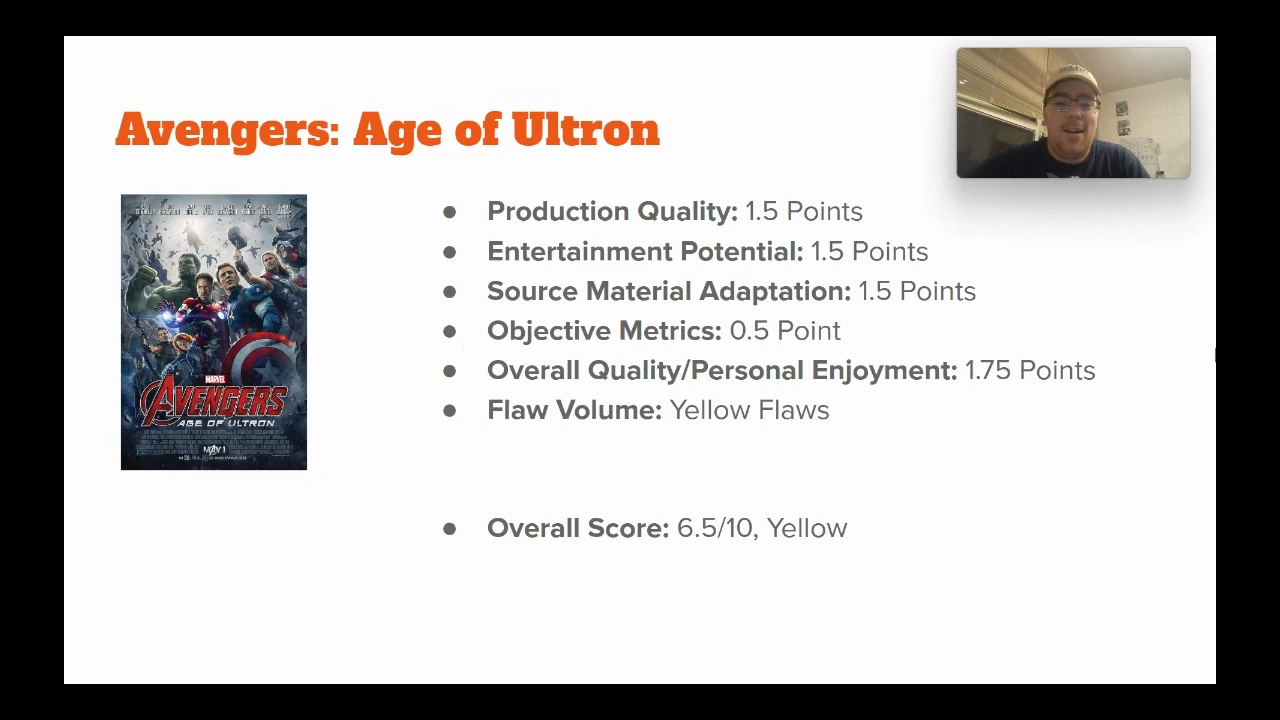 Avengers: Age of Ultron
Production Quality: 1.5 Points
Entertainment Potential: 1.5 Points
Source Material Adaptation: 1.5 Points
Objective Metrics: 0.5 Point
Overall Quality/Personal Enjoyment: 1.75 Points
Flaw Volume: Yellow Flaws
MARVEL
AVENGERS
AGE OF ULTRON
MAY 1
Overall Score: 6.5/10, Yellow